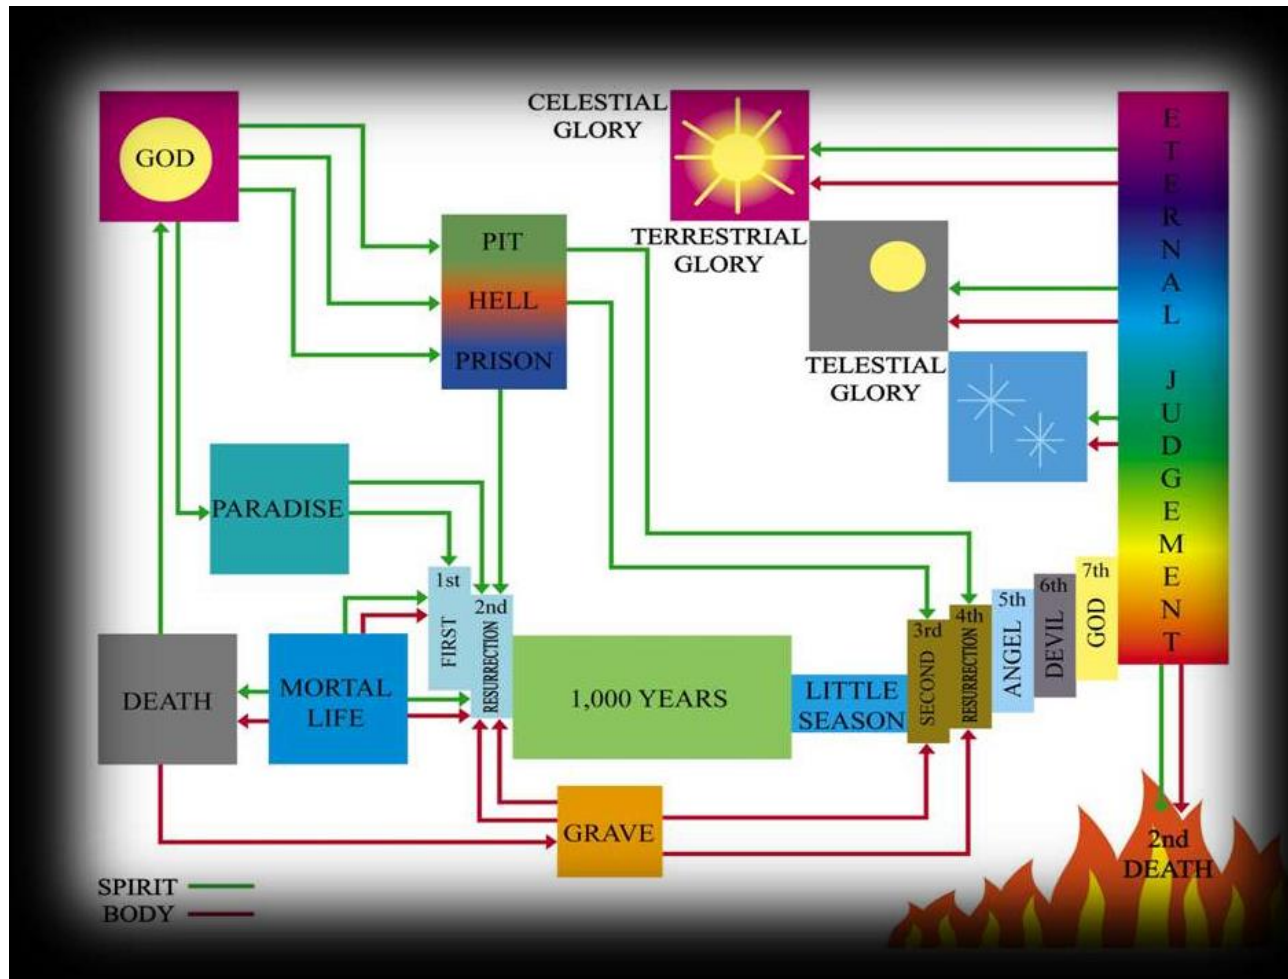 GOD
CELESTIAL
GLORY
PIT
HELL
PRISON
TERRESTRIAL
GLORY
TELESTIAL
GLORY
ETERNAL JUDGEMENT
PARADISE
1st
FIRST
2nd
RESURRECTION
DEATH
MORTAL
LIFE
1,000 YEARS
LITTLE
SEASON
3rd
SECOND
4th
RESURRECTION
5th
ANGEL
6th
DEVIL
7th
GOD
GRAVE
2nd
DEATH
SPIRIT
BODY